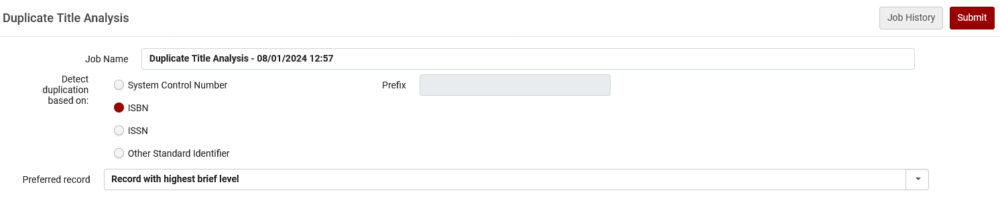 Duplicate Title Analysis
Job History
Submit
Job Name
Duplicate Title Analysis - 08/01/2024 12:57
Detect
duplication
based on:
System Control Number
Prefix
ISBN
ISSN
Other Standard Identifier
Preferred record
Record with highest brief level